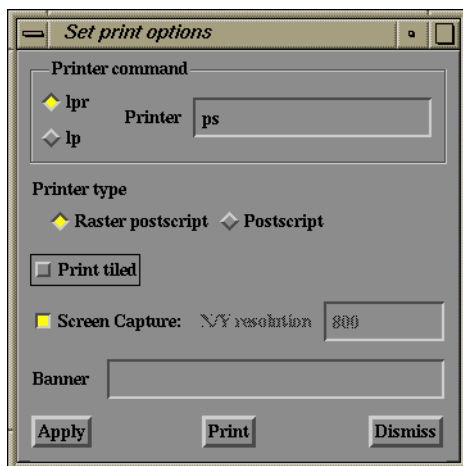 Set print options
Printer command
lpr
Printer ps
lp
Printer type
Raster postscript Postscript
Print tiled
Screen Capture: X/Y resolution 800
Banner
Apply Print Dismiss